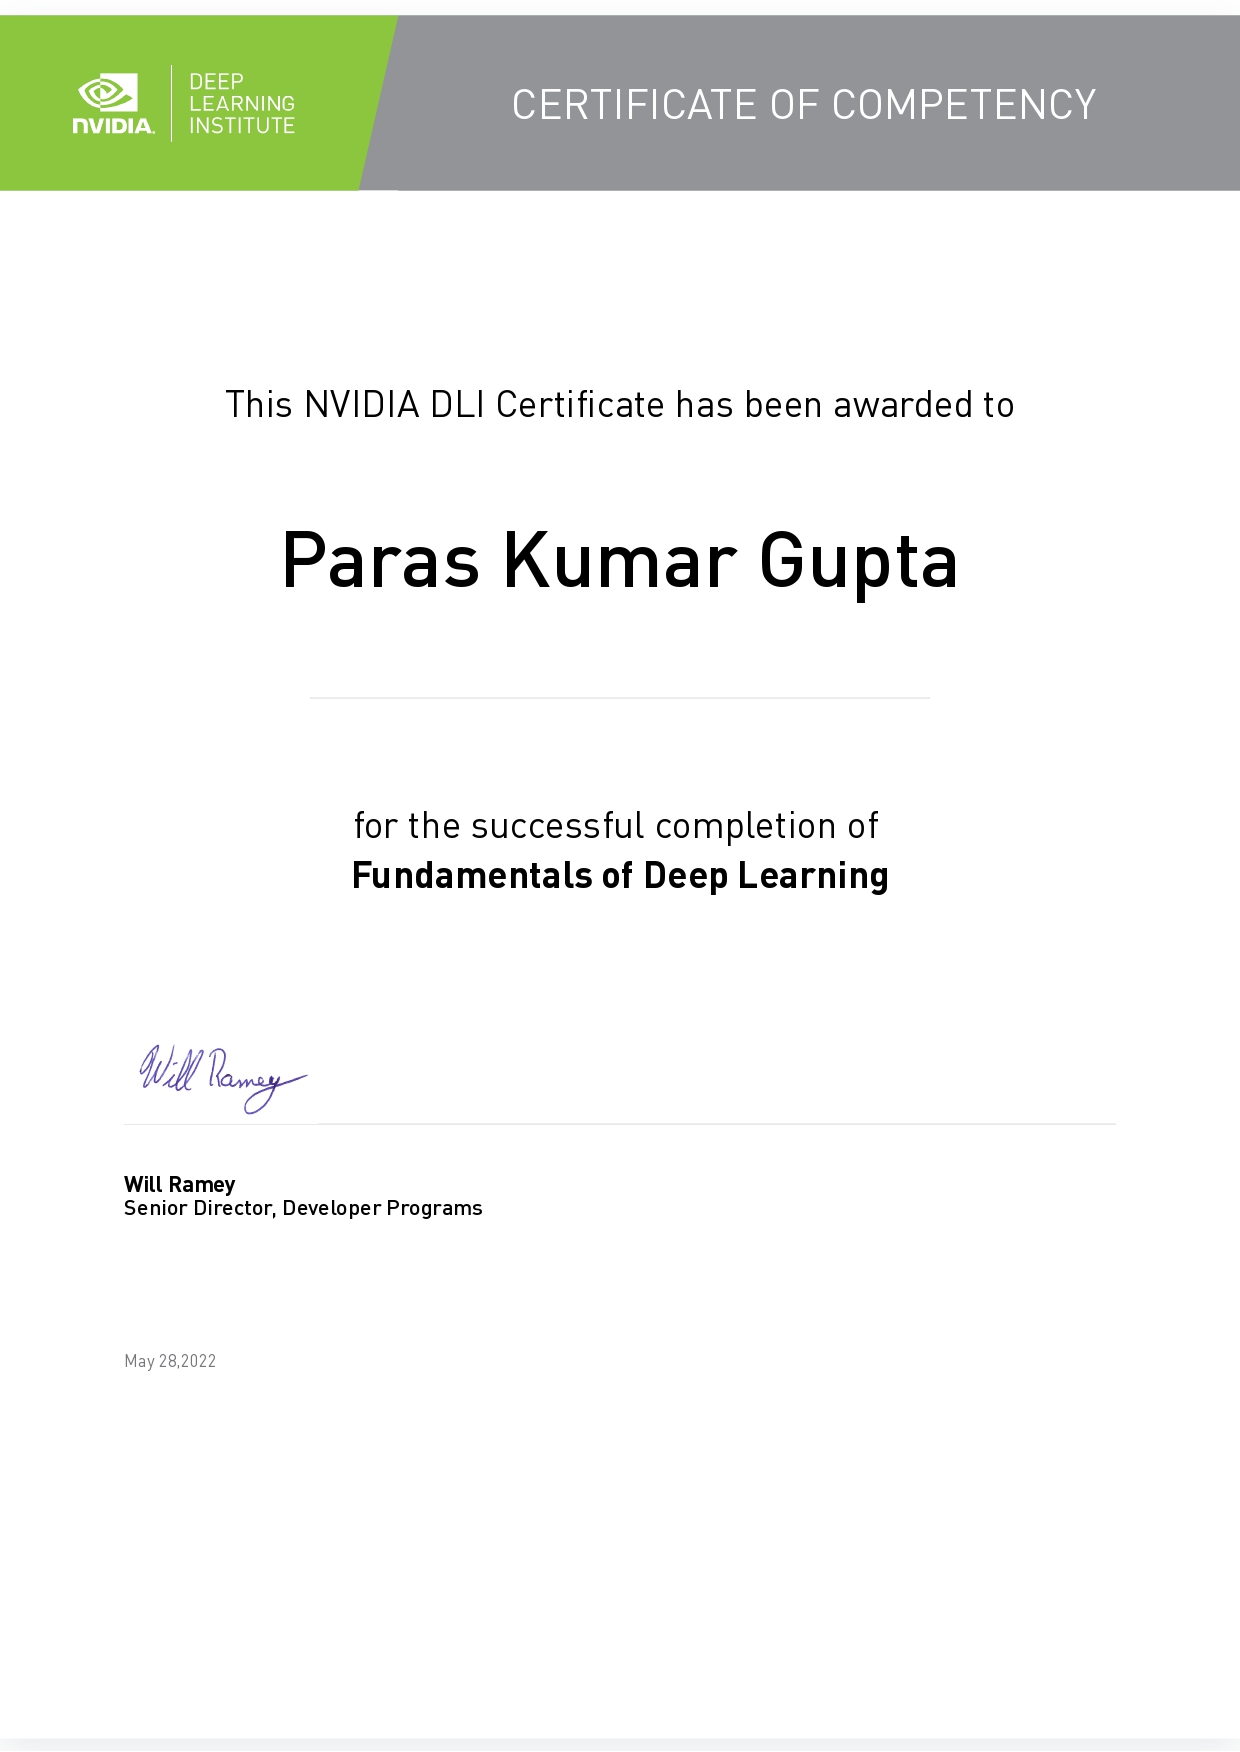 NVIDIA.
DEEP
LEARNING
INSTITUTE
CERTIFICATE OF COMPETENCY
This NVIDIA DLI Certificate has been awarded to
Paras Kumar Gupta
for the successful completion of
Fundamentals of Deep Learning
Will Ramey
Will Ramey
Senior Director, Developer Programs
May 28,2022